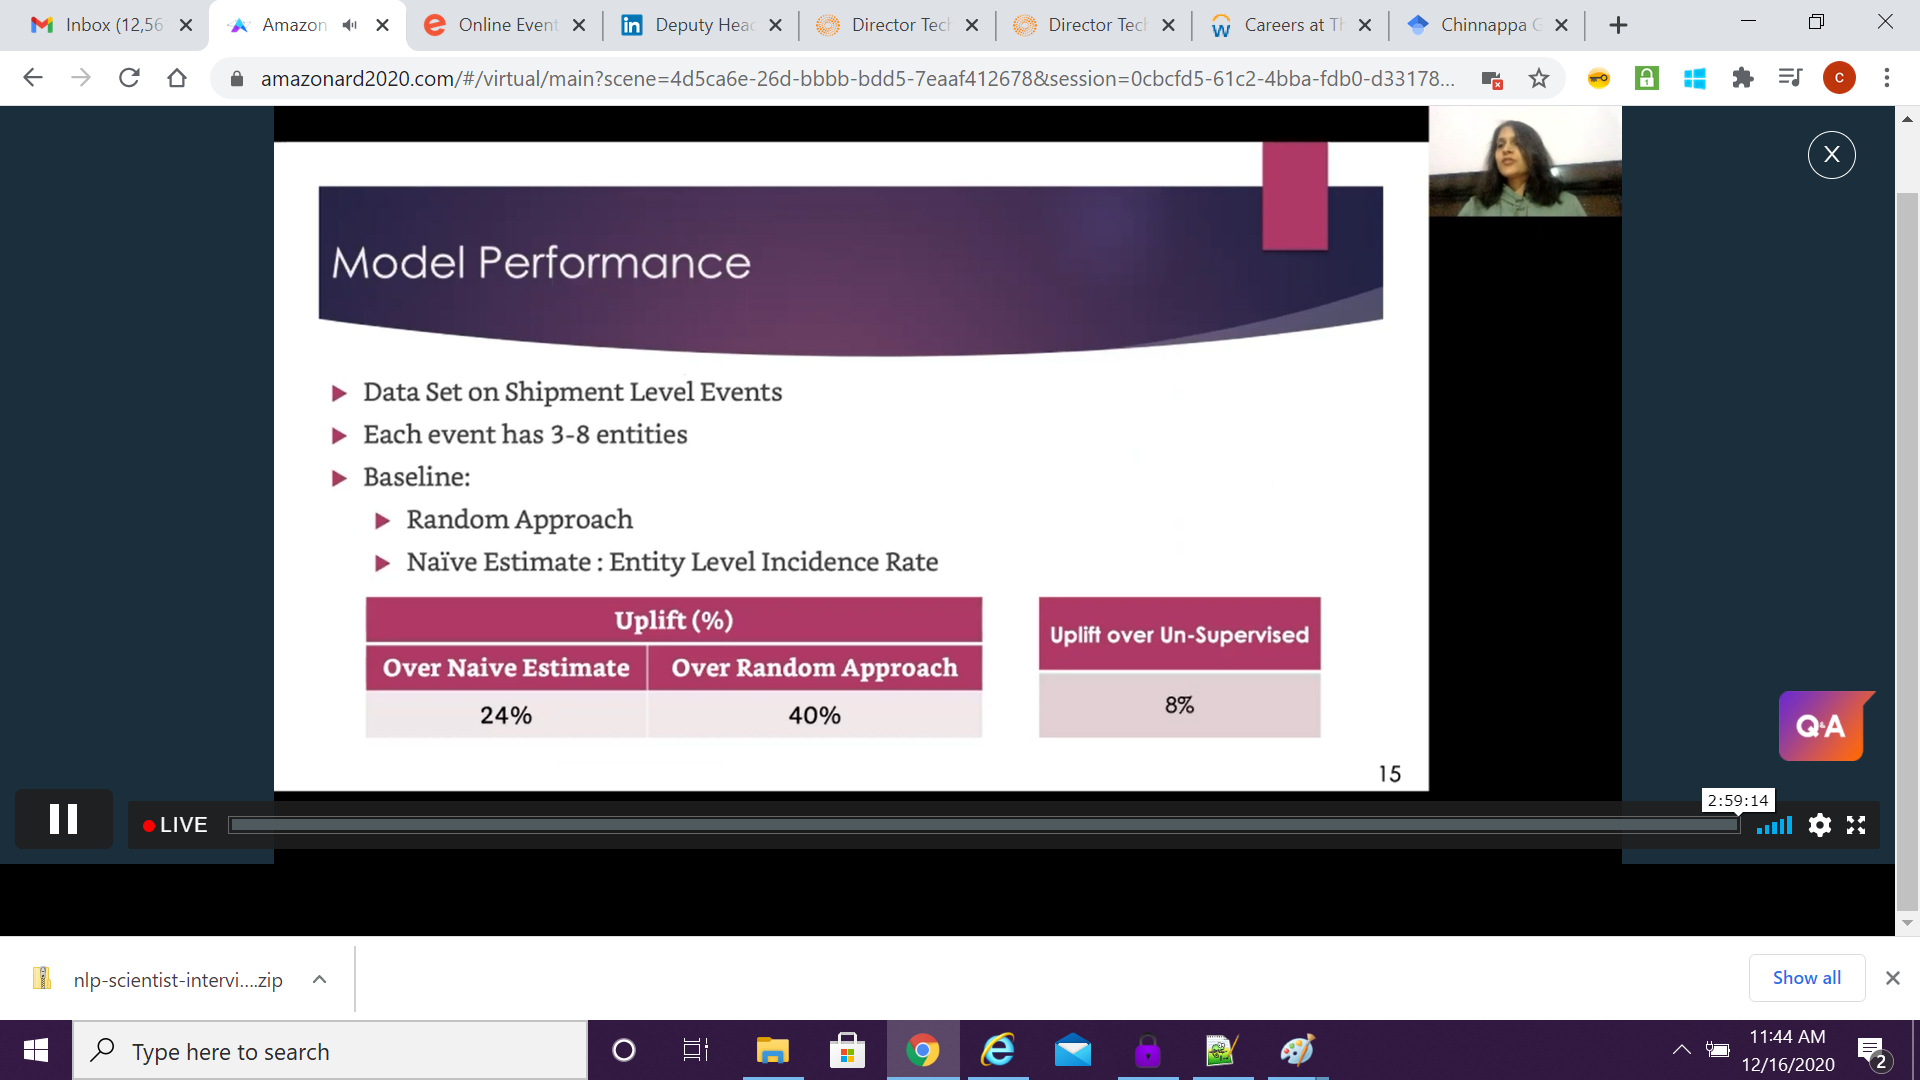 Inbox (12,56
Amazon
Online Event
Deputy Head
Director Tech
Director Tech
Careers at Th
Chinnappa G
amazonard2020.com/#/virtual/main?scene=4d5ca6e-26d-bbbb-bdd5-7eaaf412678&session=0cbcfd5-61c2-4bba-fdb0-d33178...
c
X
Model Performance
Data Set on Shipment Level Events
Each event has 3-8 entities
Baseline:
Random Approach
Naïve Estimate : Entity Level Incidence Rate
Uplift (%)
Over Naive Estimate Over Random Approach
24% 40%
Uplift over Un-Supervised
8%
15
Q&A
2:59:14
LIVE
nlp-scientist-intervi....zip
Show all
Type here to search
11:44 AM
12/16/2020
2